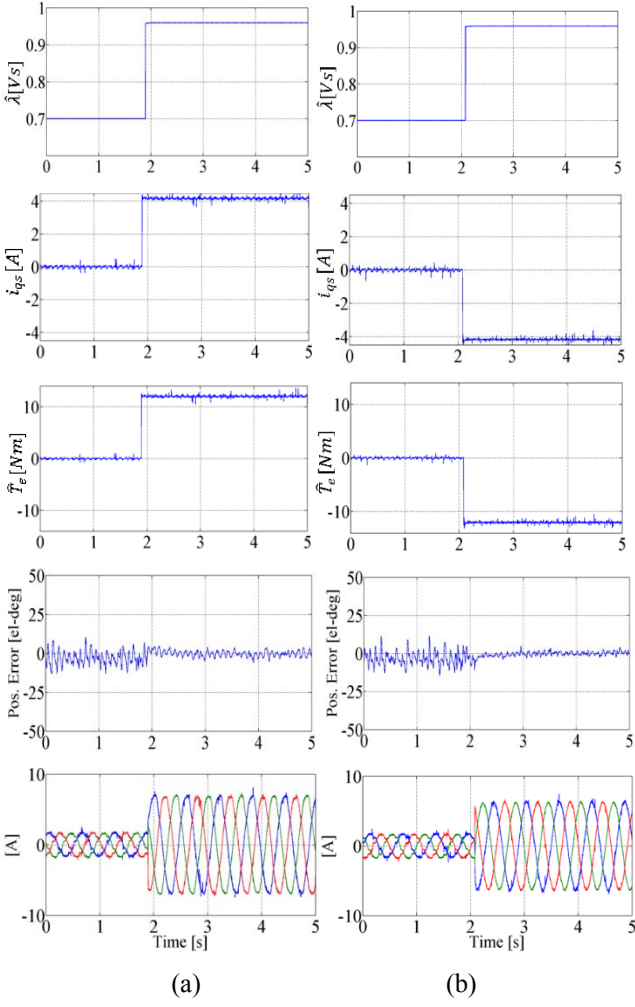 1 0.9 0.8 0.7 λ̂[Vs] 0 1 2 3 4 5
1 0.9 0.8 0.7 λ̂[Vs] 0 1 2 3 4 5
4 2 0 -2 -4 i_qs [A] 0 1 2 3 4 5
4 2 0 -2 -4 i_qs [A] 0 1 2 3 4 5
10 0 -10 T̂_e [Nm] 0 1 2 3 4 5
10 0 -10 T̂_e [Nm] 0 1 2 3 4 5
50 25 0 -25 -50 Pos. Error [el-deg] 0 1 2 3 4 5
50 25 0 -25 -50 Pos. Error [el-deg] 0 1 2 3 4 5
10 0 -10 [A] 0 1 2 3 4 5
Time [s]
10 0 -10 [A] 0 1 2 3 4 5
Time [s]
(a)
(b)